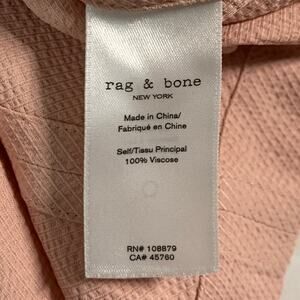 rag & bone
NEW YORK
Made in China/
Fabriqué en Chine
Self/Tissu Principal
100% Viscose
RN# 108879
CA# 45760